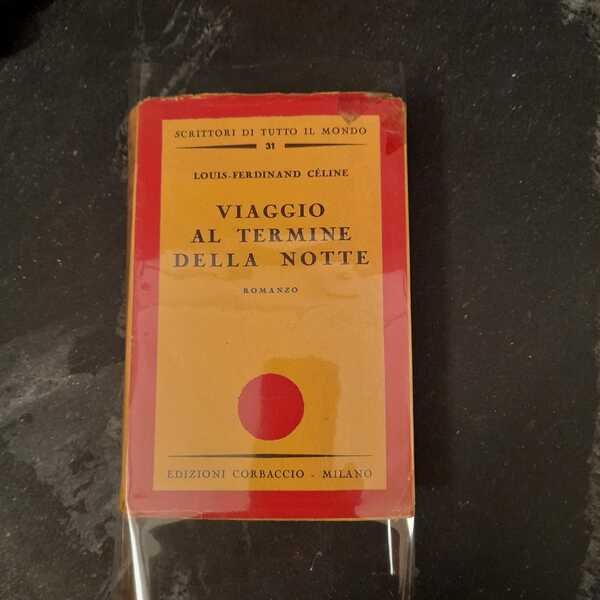 SCRITTORI DI TUTTO IL MONDO
31
LOUIS-FERDINAND CÉLINE
VIAGGIO
AL TERMINE
DELLA NOTTE
ROMANZO
EDIZIONI CORBACCIO - MILANO